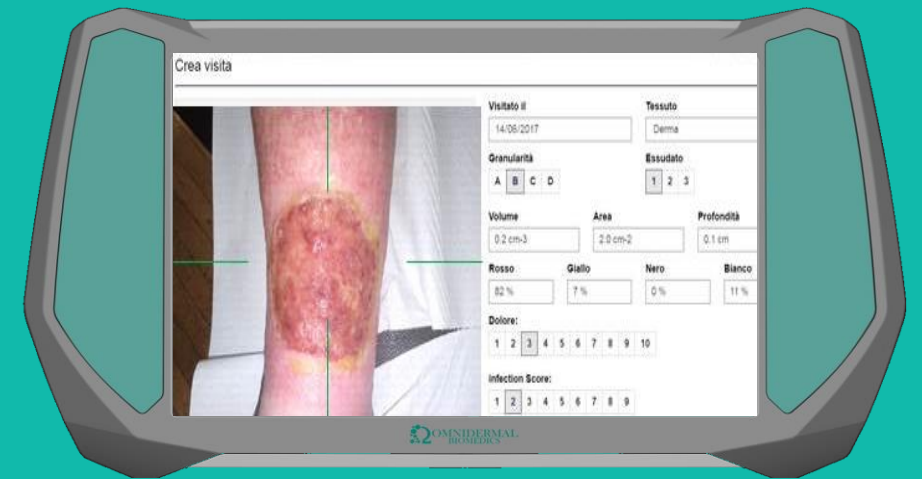 Crea visita
Visitato il Tessuto
14/06/2017 Derma
Granularità Essudato
A B C D 1 2 3
Volume Area Profondità
0.2 cm-3 2.0 cm-2 0.1 cm
Rosso Giallo Nero Bianco
82 % 7 % 0 % 11 %
Dolore:
1 2 3 4 5 6 7 8 9 10
Infection Score:
1 2 3 4 5 6 7 8 9
OMNIDERMAL
BIOMEDICS